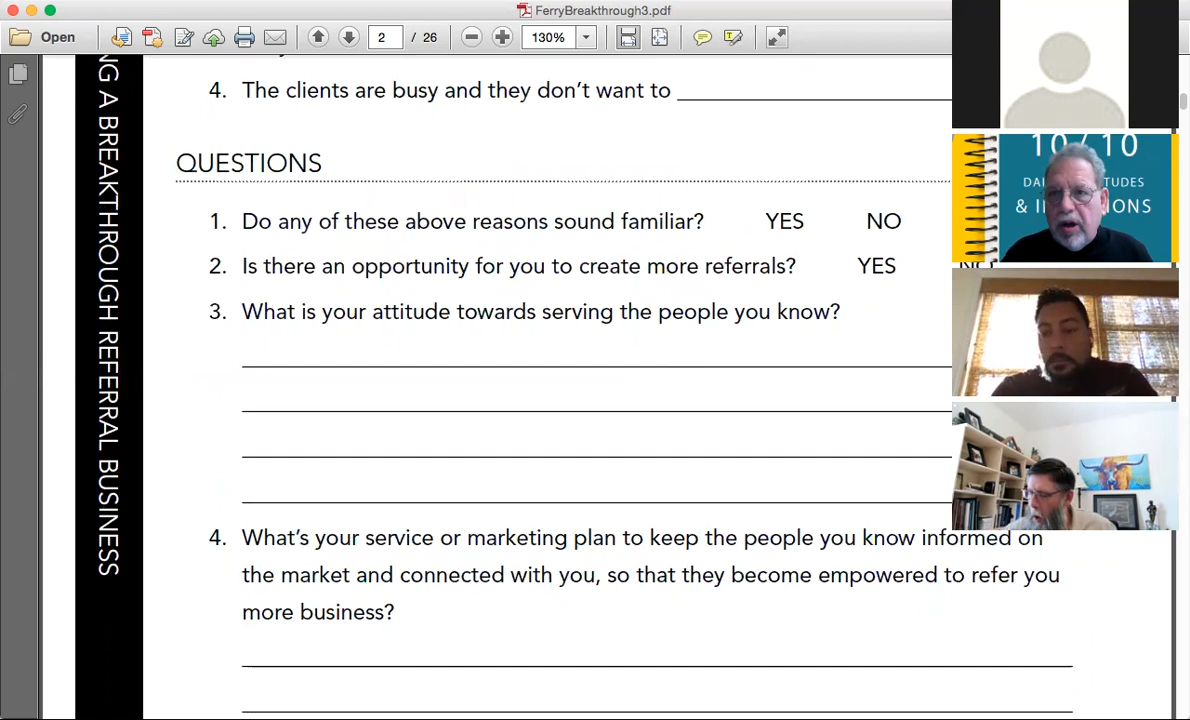 FerryBreakthrough3.pdf
Open
2 / 26
130%
NG A BREAKTHROUGH REFERRAL BUSINESS
4. The clients are busy and they don't want to
QUESTIONS
1. Do any of these above reasons sound familiar? YES NO
2. Is there an opportunity for you to create more referrals? YES NO
3. What is your attitude towards serving the people you know?
4. What's your service or marketing plan to keep the people you know informed on
the market and connected with you, so that they become empowered to refer you
more business?
10/10
& IN
IONS